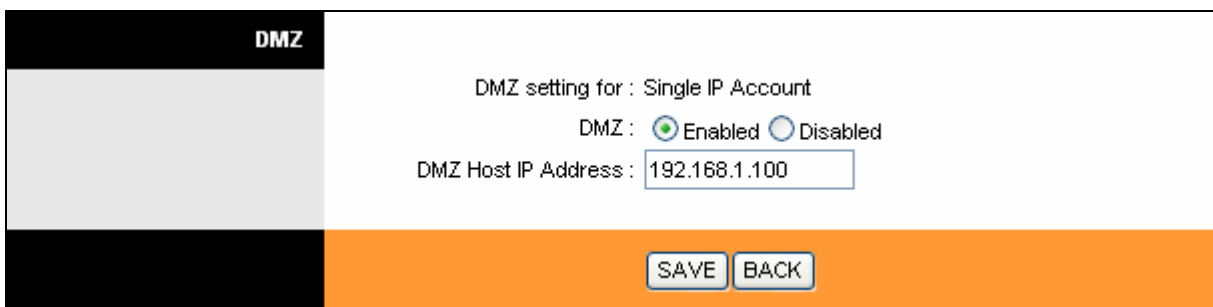 DMZ
DMZ setting for : Single IP Account
DMZ : Enabled Disabled
DMZ Host IP Address : 192.168.1.100
SAVE BACK